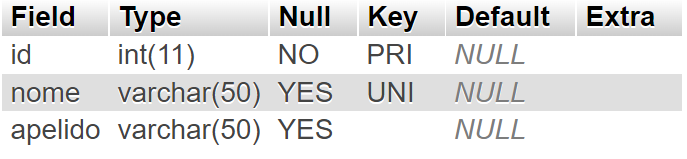 Field Type Null Key Default Extra
id int(11) NO PRI NULL
nome varchar(50) YES UNI NULL
apelido varchar(50) YES NULL